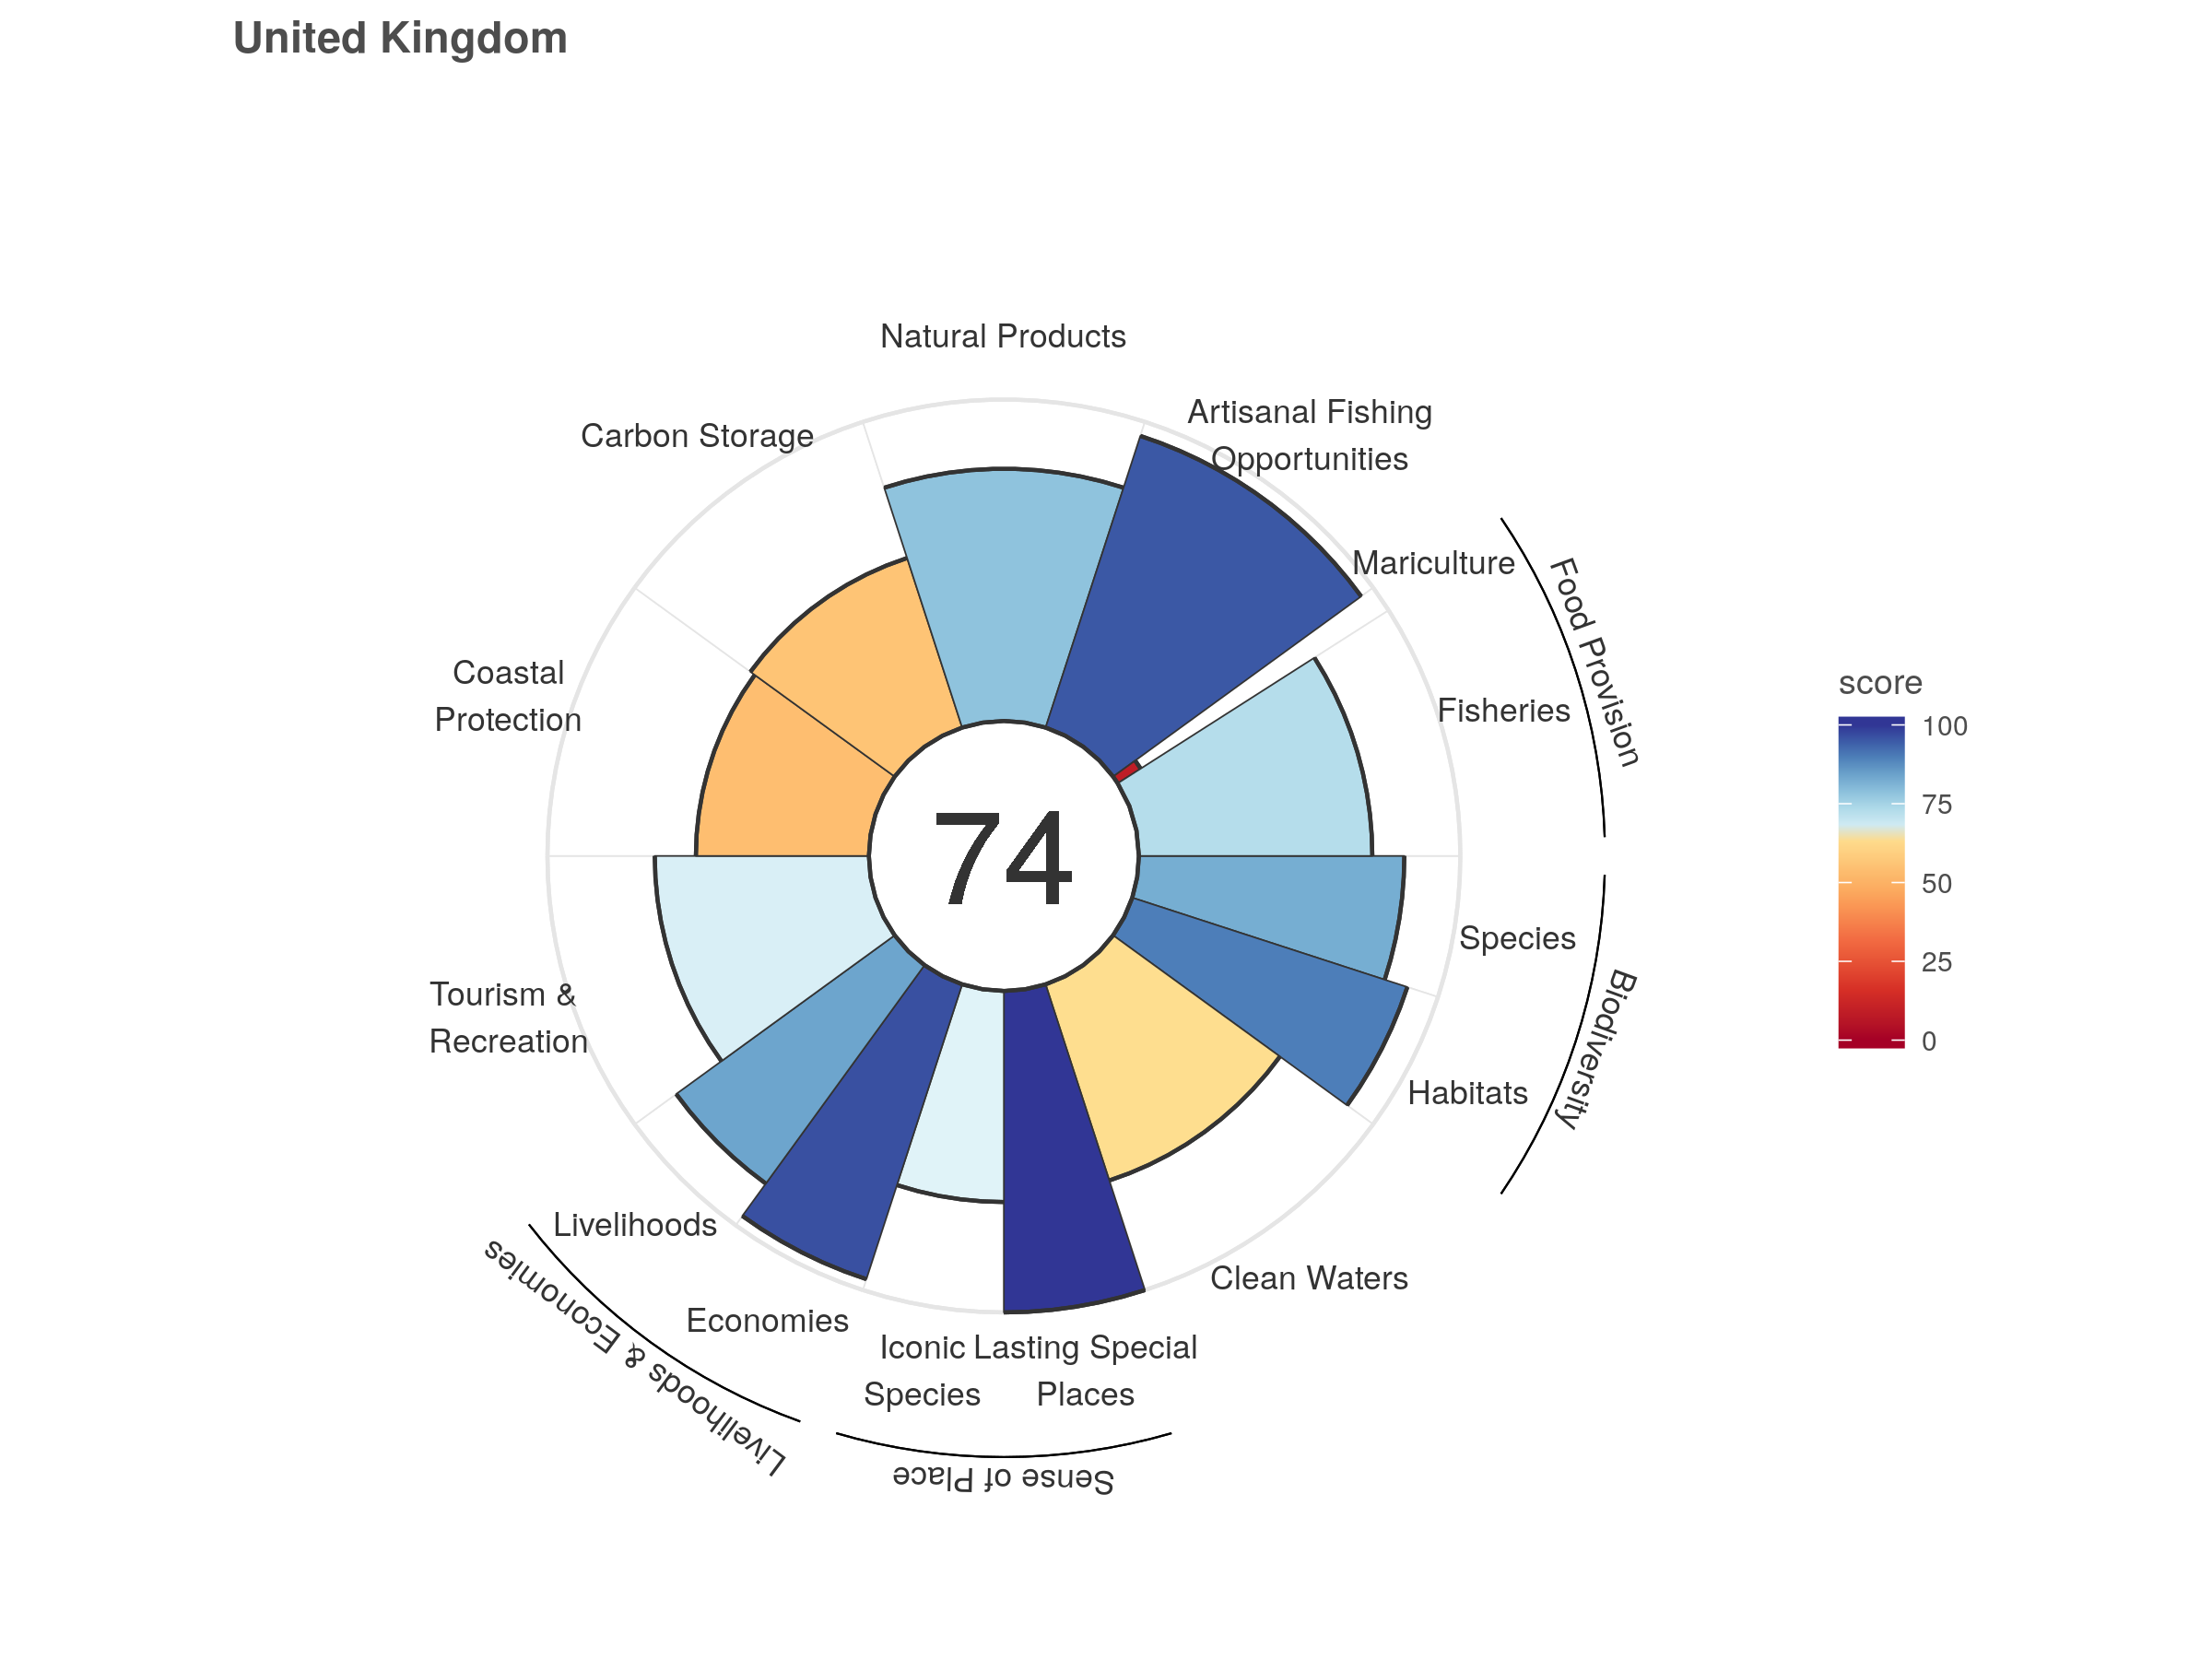 United Kingdom
Natural Products
Artisanal Fishing
Opportunities
Carbon Storage
Mariculture
Food Provision
Coastal
Protection
Fisheries
score
100
75
50
25
0
74
Species
Biodiversity
Tourism &
Recreation
Habitats
Livelihoods
Clean Waters
Economies
Livelihoods & Economies
Iconic
Species
Lasting Special
Places
Sense of Place